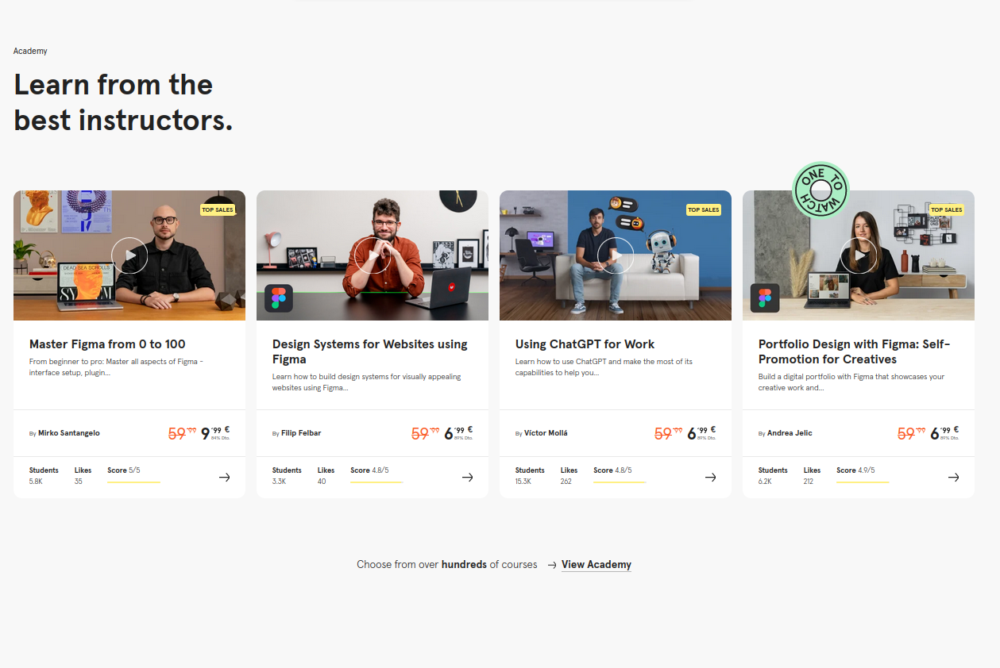 Academy
Learn from the
best instructors.
ONE TO WATCH
TOP SALES
DEAD SEA SCROLLS
Master Figma from 0 to 100
From beginner to pro: Master all aspects of Figma -
interface setup, plugin...
By Mirko Santangelo
59'99 9'99 €
84% Dto.
Students Likes Score 5/5
5.8K 35
Design Systems for Websites using
Figma
Learn how to build design systems for visually appealing
websites using Figma...
By Filip Felbar
59'99 6'99 €
89% Dto.
Students Likes Score 4.8/5
3.3K 40
TOP SALES
Using ChatGPT for Work
Learn how to use ChatGPT and make the most of its
capabilities to help you...
By Víctor Mollá
59'99 6'99 €
89% Dto.
Students Likes Score 4.8/5
15.3K 262
TOP SALES
Portfolio Design with Figma: Self-
Promotion for Creatives
Build a digital portfolio with Figma that showcases your
creative work and...
By Andrea Jelic
59'99 6'99 €
89% Dto.
Students Likes Score 4.9/5
6.2K 212
Choose from over hundreds of courses → View Academy